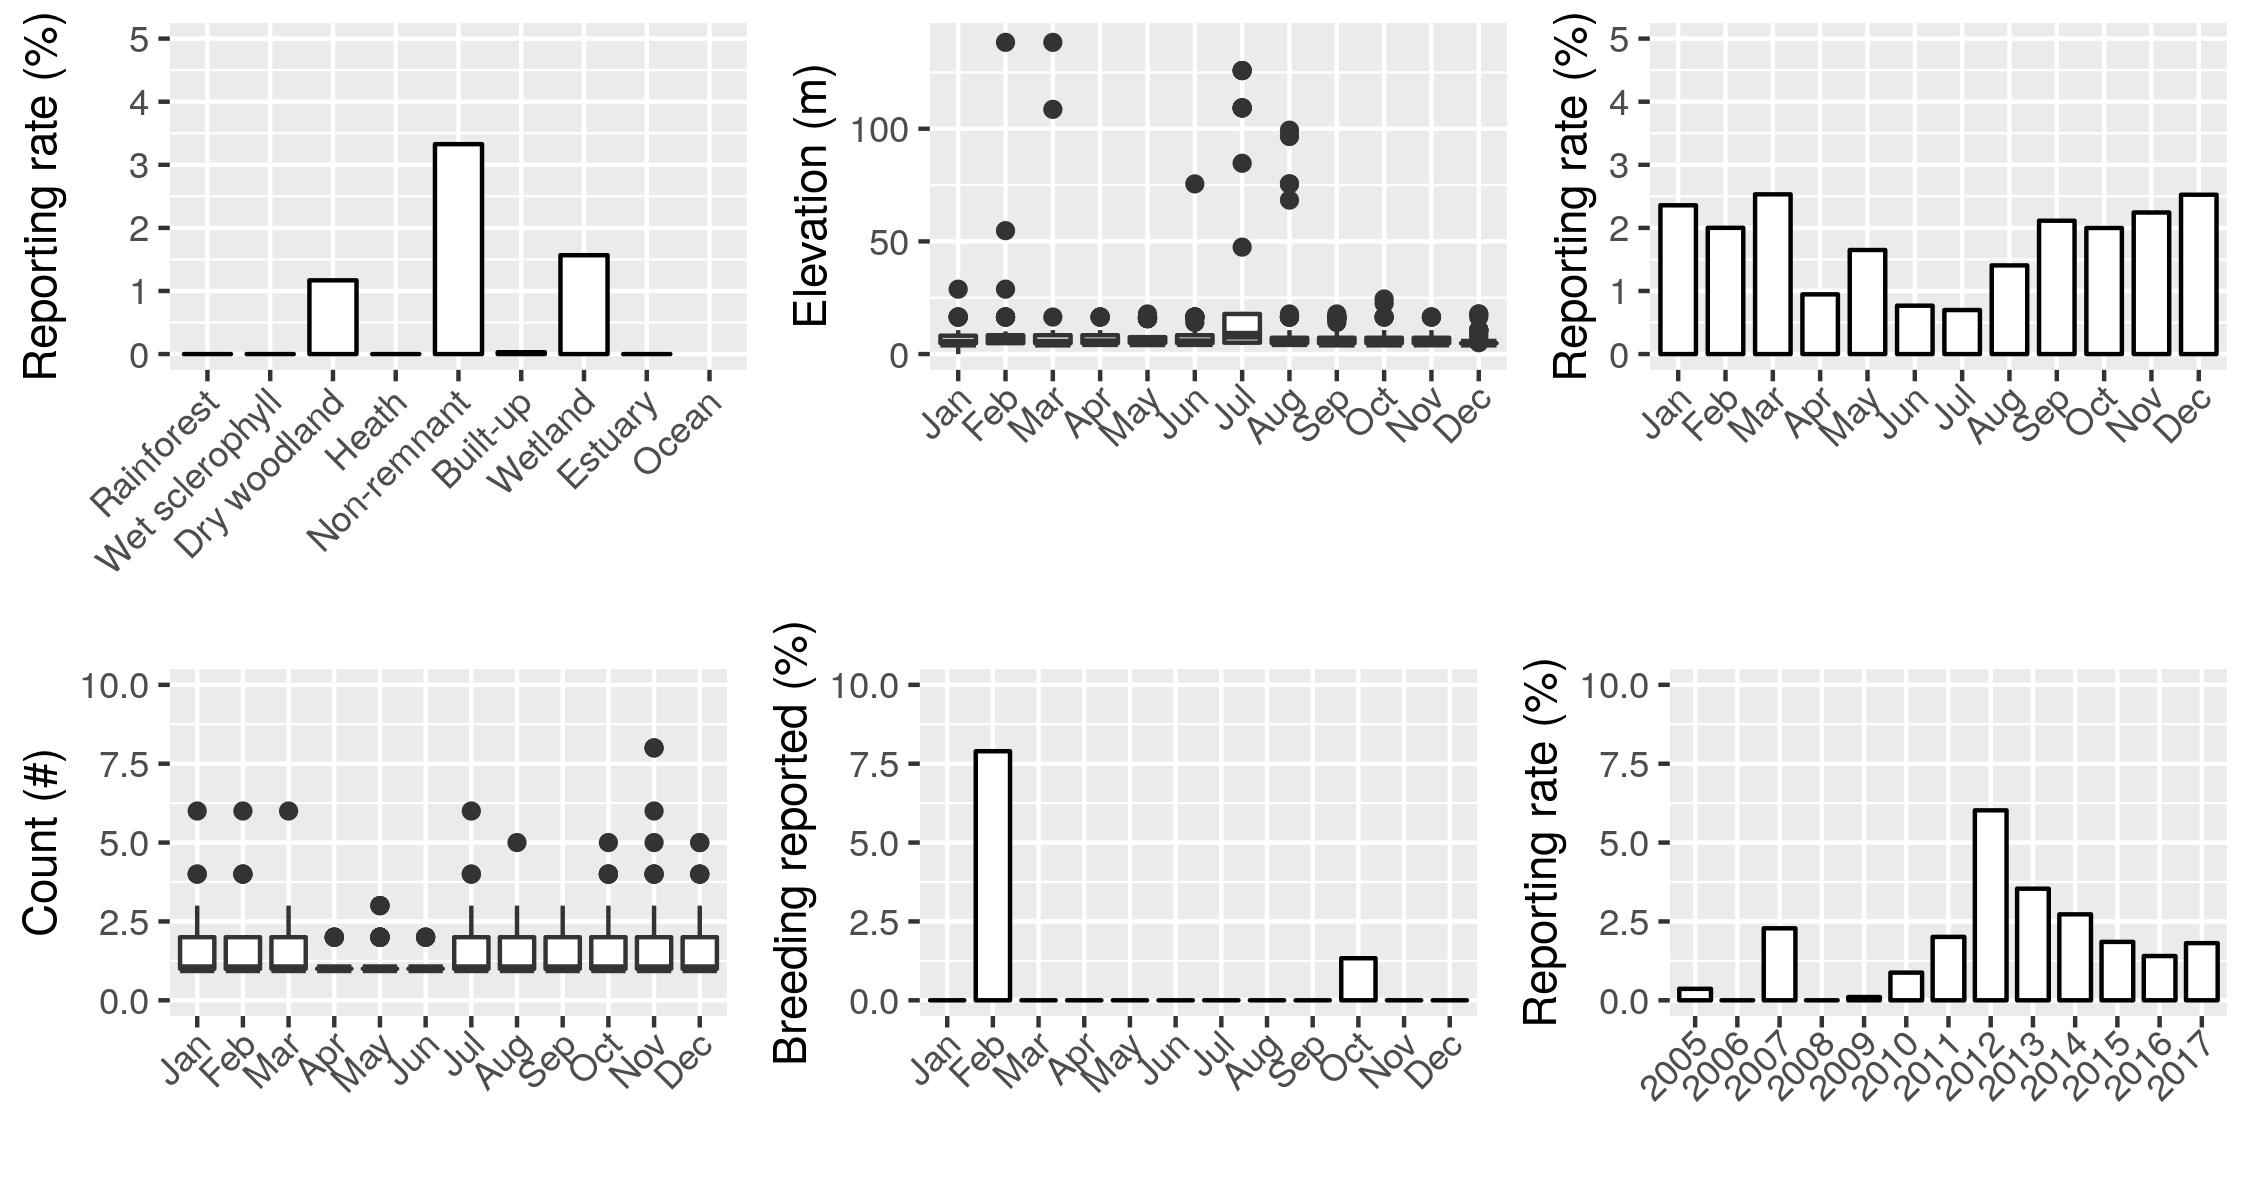 Reporting rate (%)
5
4
3
2
1
0
Rainforest
Wet sclerophyll
Dry woodland
Heath
Non-remnant
Built-up
Wetland
Estuary
Ocean
Elevation (m)
100
50
0
Jan
Feb
Mar
Apr
May
Jun
Jul
Aug
Sep
Oct
Nov
Dec
Reporting rate (%)
5
4
3
2
1
0
Jan
Feb
Mar
Apr
May
Jun
Jul
Aug
Sep
Oct
Nov
Dec
Count (#)
10.0
7.5
5.0
2.5
0.0
Jan
Feb
Mar
Apr
May
Jun
Jul
Aug
Sep
Oct
Nov
Dec
Breeding reported (%)
10.0
7.5
5.0
2.5
0.0
Jan
Feb
Mar
Apr
May
Jun
Jul
Aug
Sep
Oct
Nov
Dec
Reporting rate (%)
10.0
7.5
5.0
2.5
0.0
2005
2006
2007
2008
2009
2010
2011
2012
2013
2014
2015
2016
2017